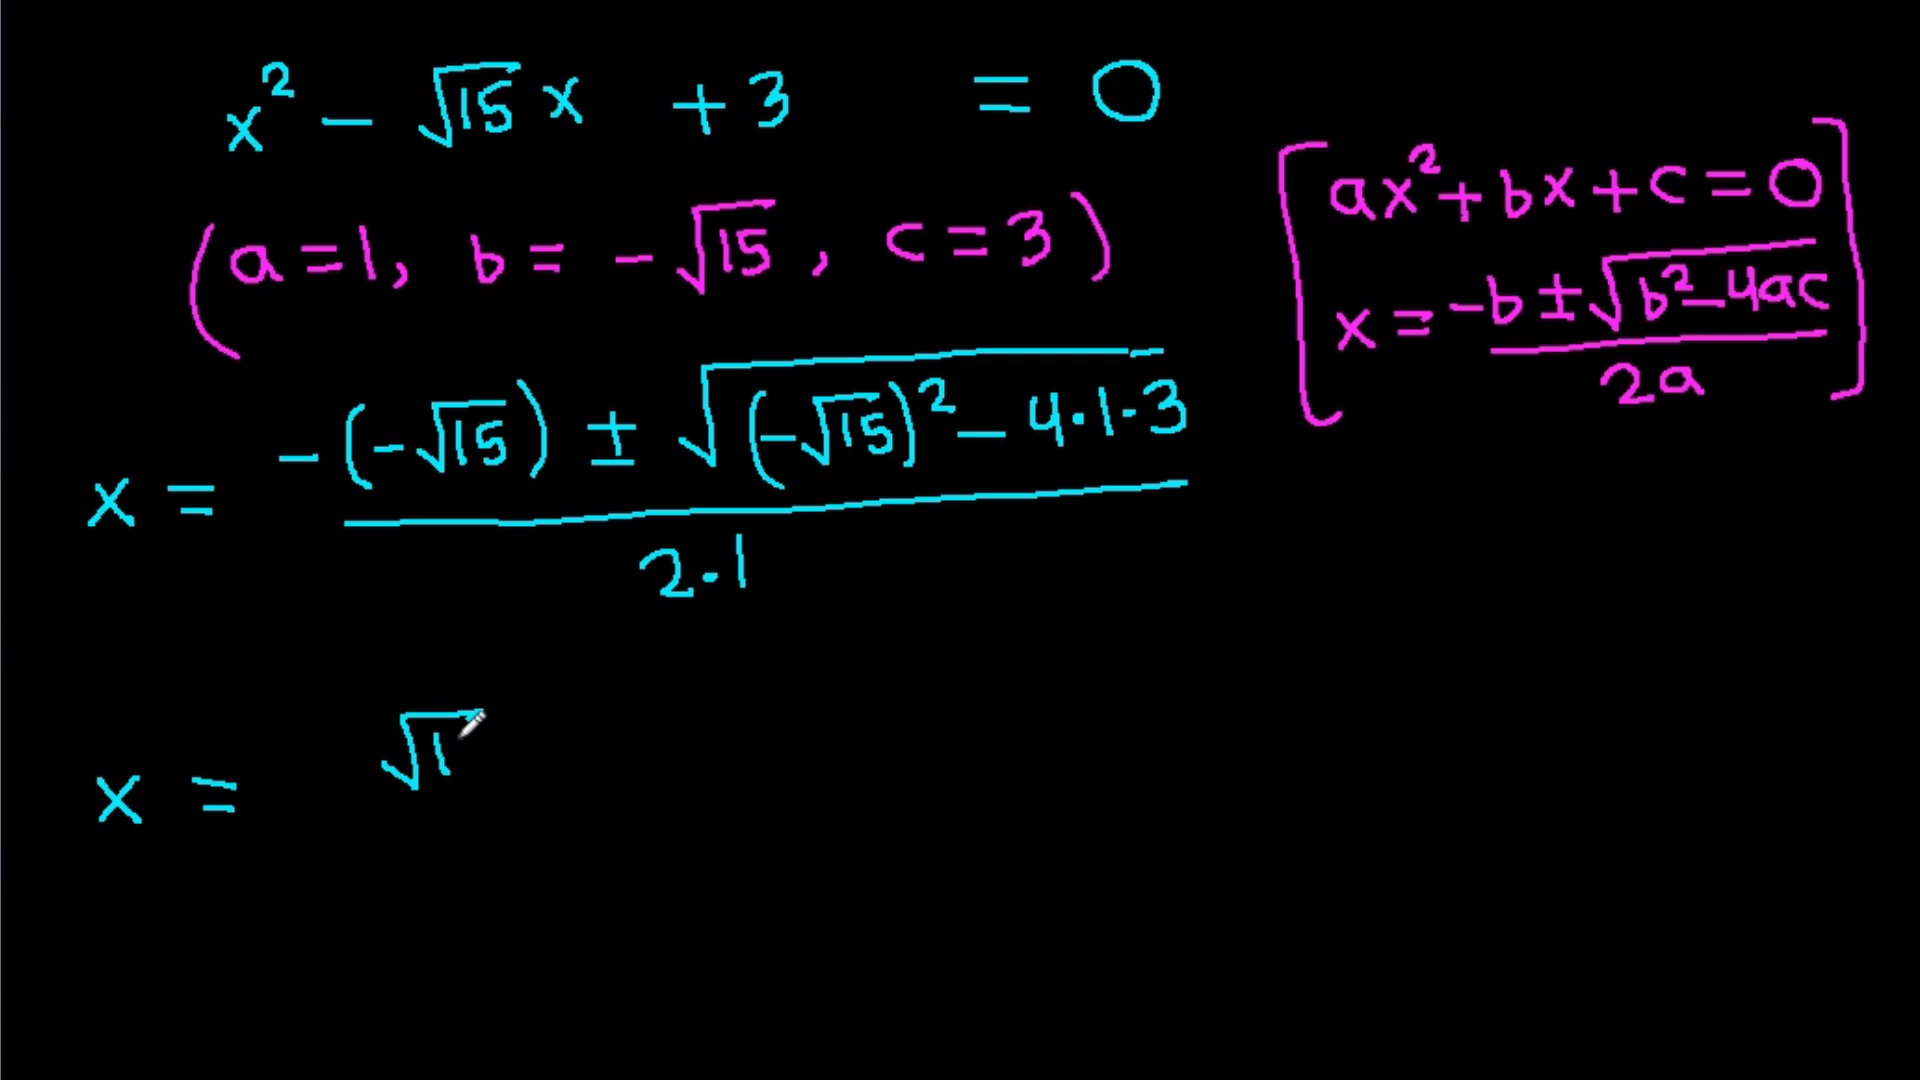 x² - √15 x + 3 = 0
(a = 1, b = -√15, c = 3)
[ax² + bx + c = 0
x = (-b ± √(b² - 4ac))/(2a)]
x = (-(-√15) ± √((-√15)² - 4·1·3))/(2·1)
x = √1